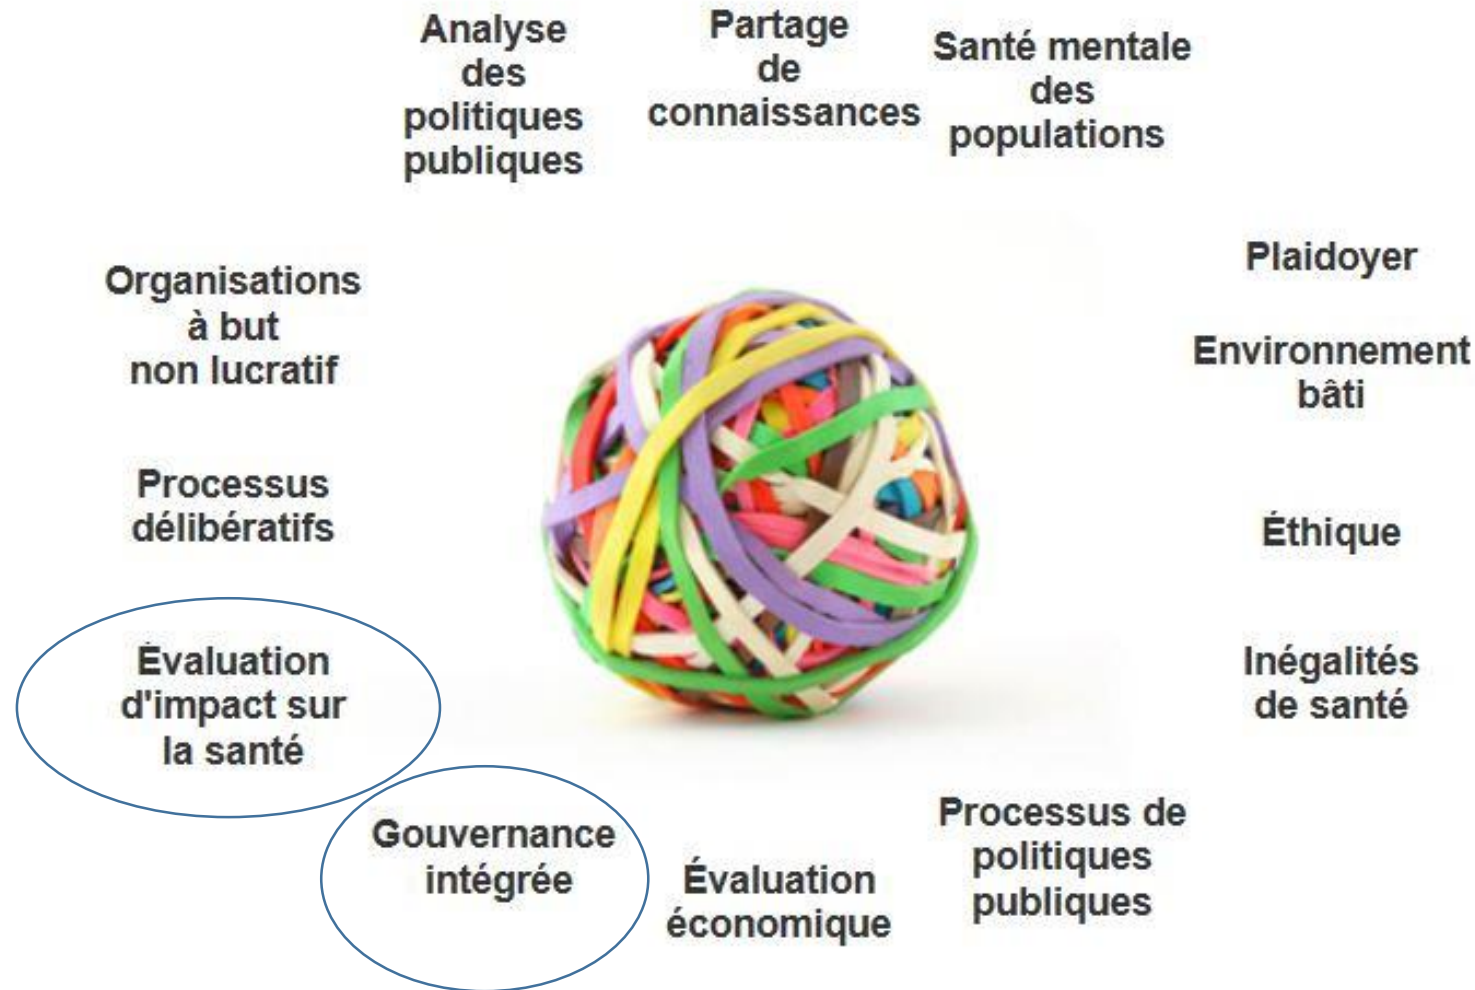 Analyse
des
politiques
publiques
Partage
de
connaissances
Santé mentale
des
populations
Organisations
à but
non lucratif
Plaidoyer
Environnement
bâti
Processus
délibératifs
Éthique
Évaluation
d'impact sur
la santé
Inégalités
de santé
Gouvernance
intégrée
Évaluation
économique
Processus de
politiques
publiques